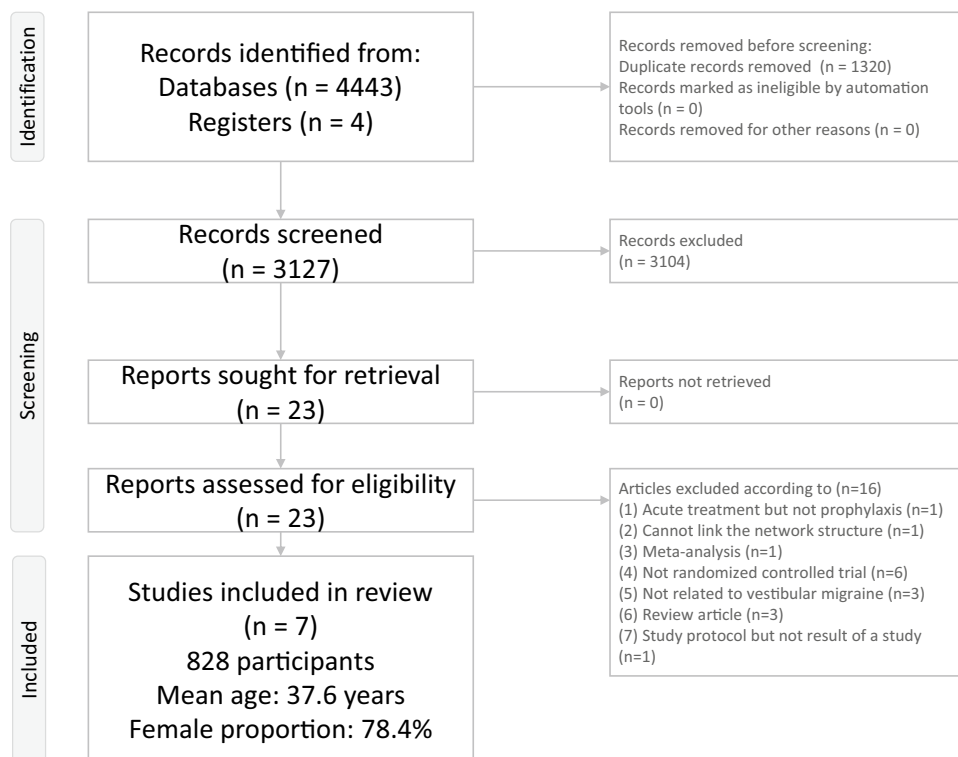 Identification
Records identified from:
Databases (n = 4443)
Registers (n = 4)
Records removed before screening:
Duplicate records removed  (n = 1320)
Records marked as ineligible by automation
tools (n = 0)
Records removed for other reasons (n = 0)
Screening
Records screened
(n = 3127)
Records excluded
(n = 3104)
Reports sought for retrieval
(n = 23)
Reports not retrieved
(n = 0)
Reports assessed for eligibility
(n = 23)
Articles excluded according to (n=16)
(1) Acute treatment but not prophylaxis (n=1)
(2) Cannot link the network structure (n=1)
(3) Meta-analysis (n=1)
(4) Not randomized controlled trial (n=6)
(5) Not related to vestibular migraine (n=3)
(6) Review article (n=3)
(7) Study protocol but not result of a study
(n=1)
Included
Studies included in review
(n = 7)
828 participants
Mean age: 37.6 years
Female proportion: 78.4%